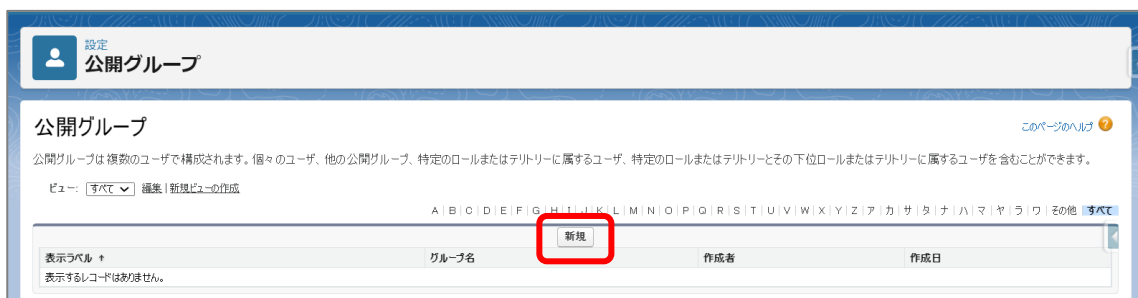 設定
公開グループ
公開グループ
このページのヘルプ ?
公開グループは複数のユーザで構成されます。個々のユーザ、他の公開グループ、特定のロールまたはテリトリーに属するユーザ、特定のロールまたはテリトリーとその下位ロールまたはテリトリーに属するユーザを含むことができます。
ビュー: すべて 編集 | 新規ビューの作成
A | B | C | D | E | F | G | H | I | J | K | L | M | N | O | P | Q | R | S | T | U | V | W | X | Y | Z | ア | カ | サ | タ | ナ | ハ | マ | ヤ | ラ | ワ | その他 すべて
新規
表示ラベル ↑ グループ名 作成者 作成日
表示するレコードはありません。